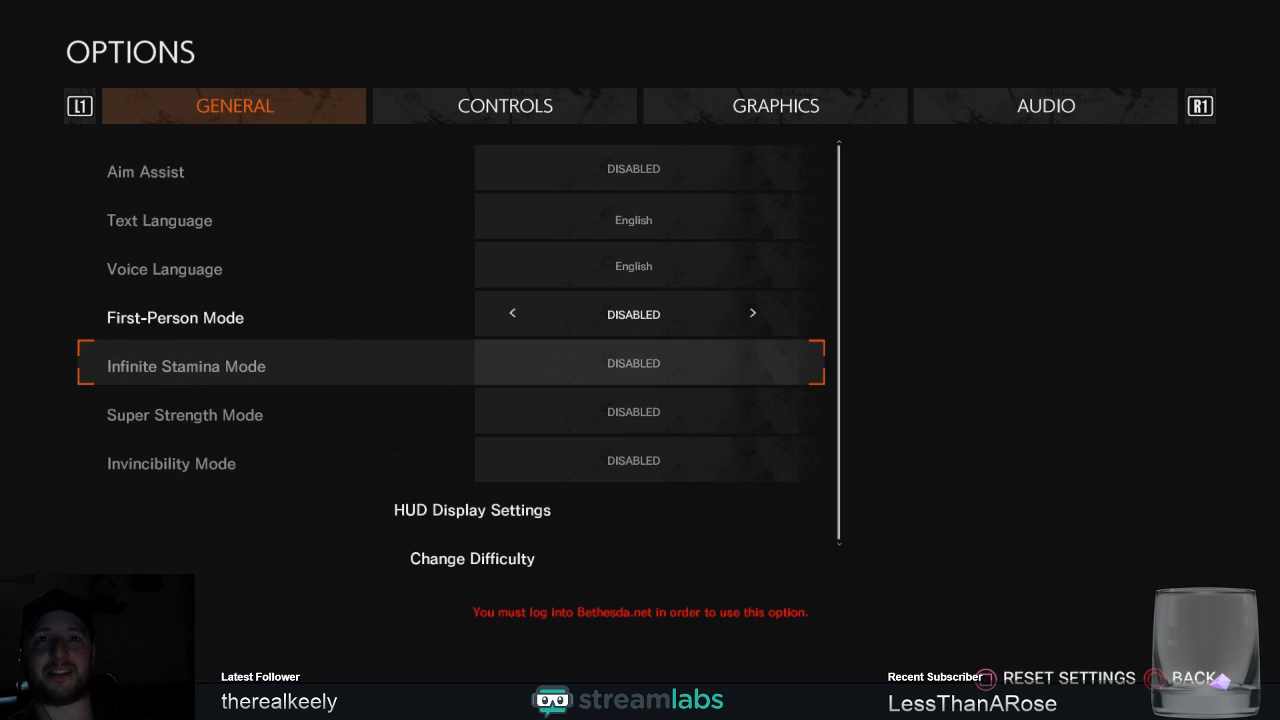 OPTIONS
L1 GENERAL CONTROLS GRAPHICS AUDIO R1
Aim Assist DISABLED
Text Language English
Voice Language English
First-Person Mode < DISABLED >
Infinite Stamina Mode DISABLED
Super Strength Mode DISABLED
Invincibility Mode DISABLED
HUD Display Settings
Change Difficulty
You must log into Bethesda.net in order to use this option.
RESET SETTINGS BACK
Latest Follower
therealkeely
streamlabs
Recent Subscriber
LessThanARose